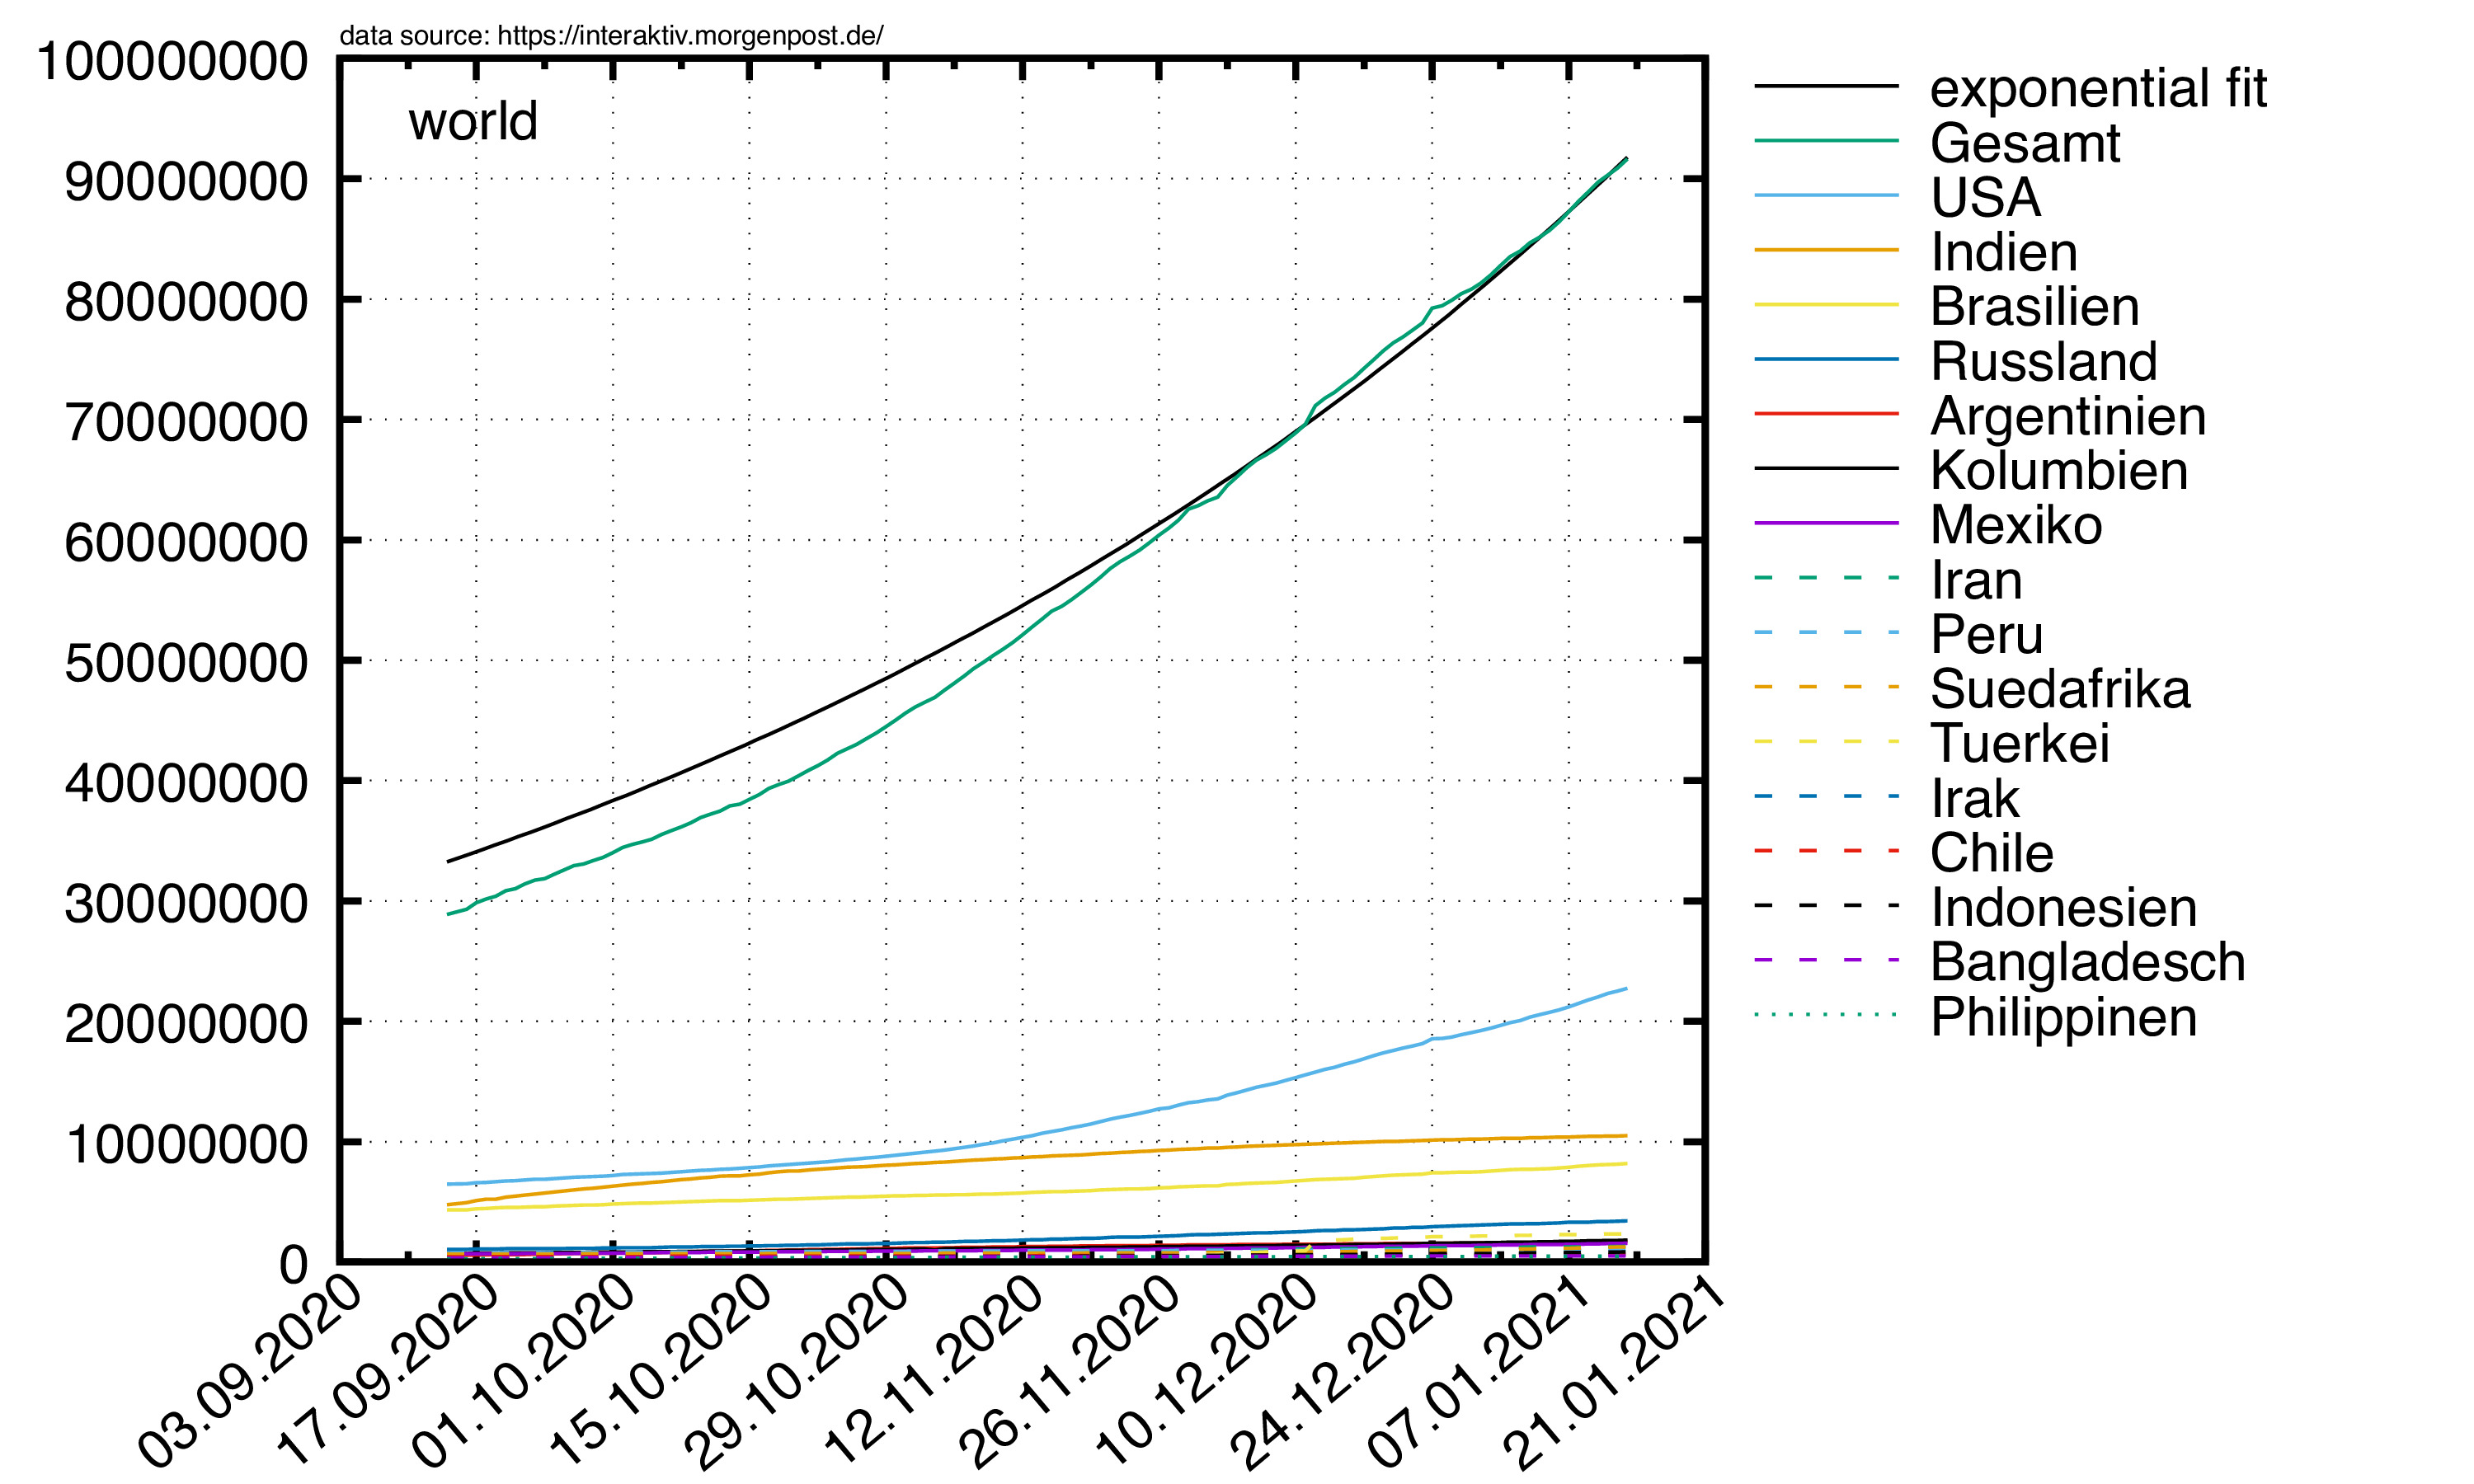 data source: https://interaktiv.morgenpost.de/
world
100000000
90000000
80000000
70000000
60000000
50000000
40000000
30000000
20000000
10000000
0
03.09.2020
17.09.2020
01.10.2020
15.10.2020
29.10.2020
12.11.2020
26.11.2020
10.12.2020
24.12.2020
07.01.2021
21.01.2021
exponential fit
Gesamt
USA
Indien
Brasilien
Russland
Argentinien
Kolumbien
Mexiko
Iran
Peru
Suedafrika
Tuerkei
Irak
Chile
Indonesien
Bangladesch
Philippinen